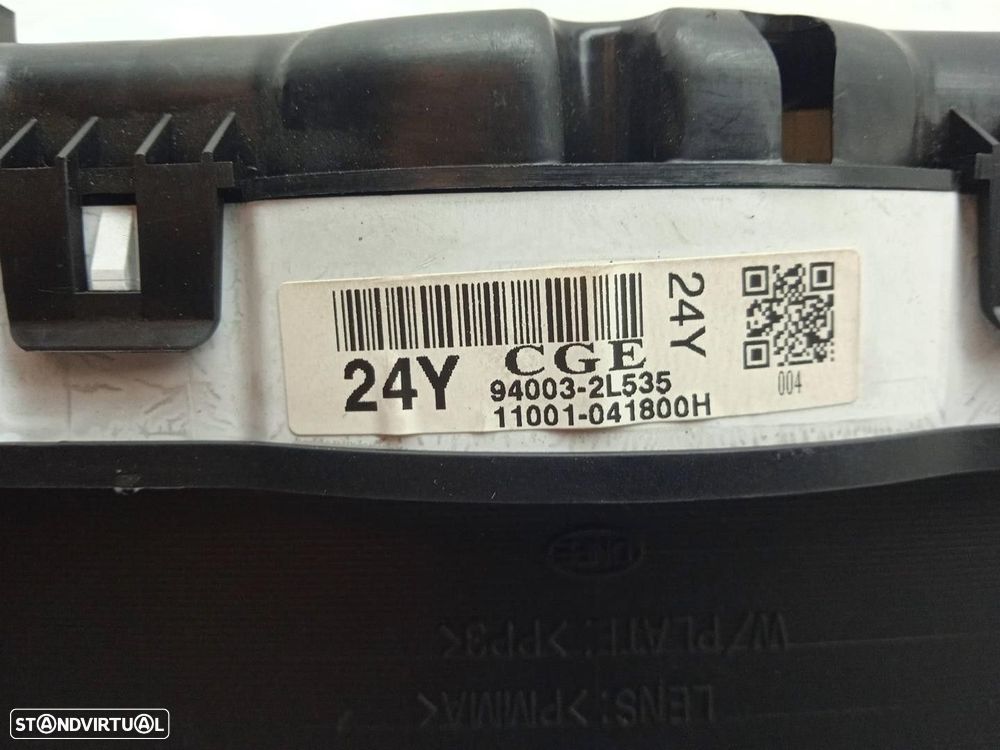 24Y
CGE
94003-2L535
11001-041800H
24Y
004
W/PLATE:>PP3<
LENS:>PMMA<
STANDVIRTUAL